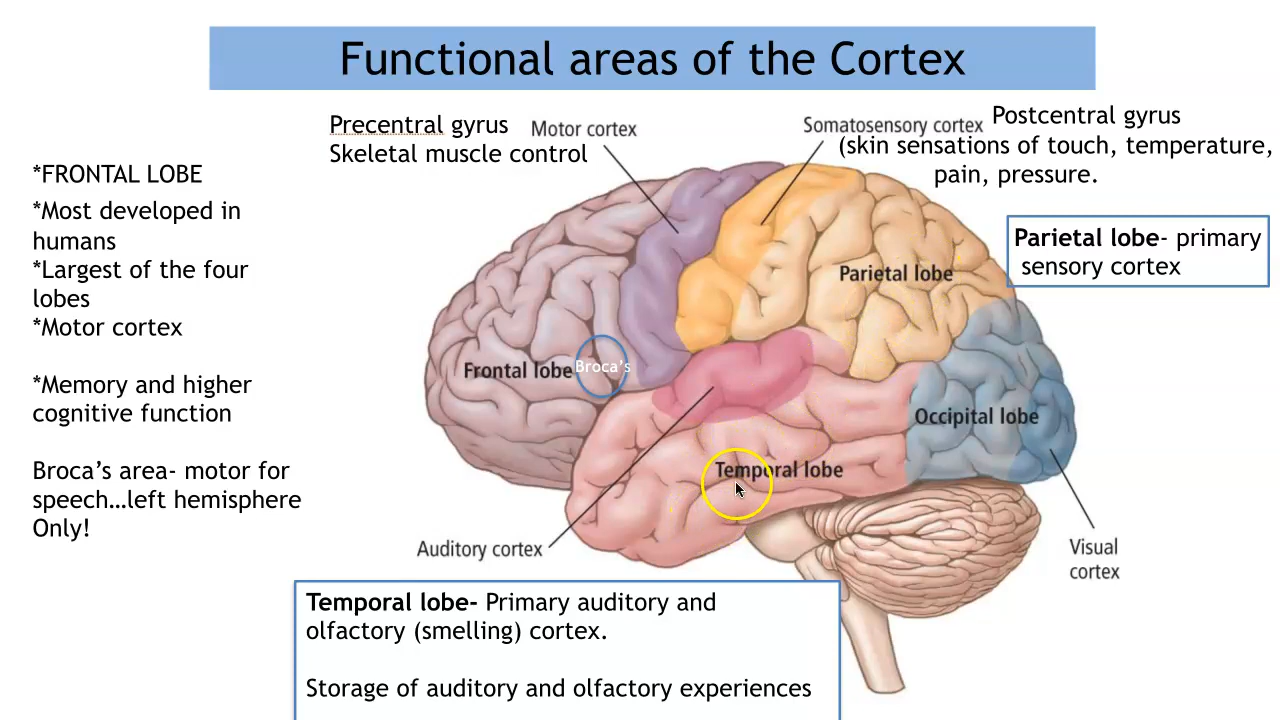 Functional areas of the Cortex
Precentral gyrus
Skeletal muscle control
Motor cortex
Somatosensory cortex
Postcentral gyrus
(skin sensations of touch, temperature,
pain, pressure.
*FRONTAL LOBE
*Most developed in
humans
*Largest of the four
lobes
*Motor cortex
*Memory and higher
cognitive function
Broca's area- motor for
speech…left hemisphere
Only!
Parietal lobe- primary
sensory cortex
Parietal lobe
Frontal lobe
Broca's
Occipital lobe
Temporal lobe
Auditory cortex
Visual
cortex
Temporal lobe- Primary auditory and
olfactory (smelling) cortex.
Storage of auditory and olfactory experiences